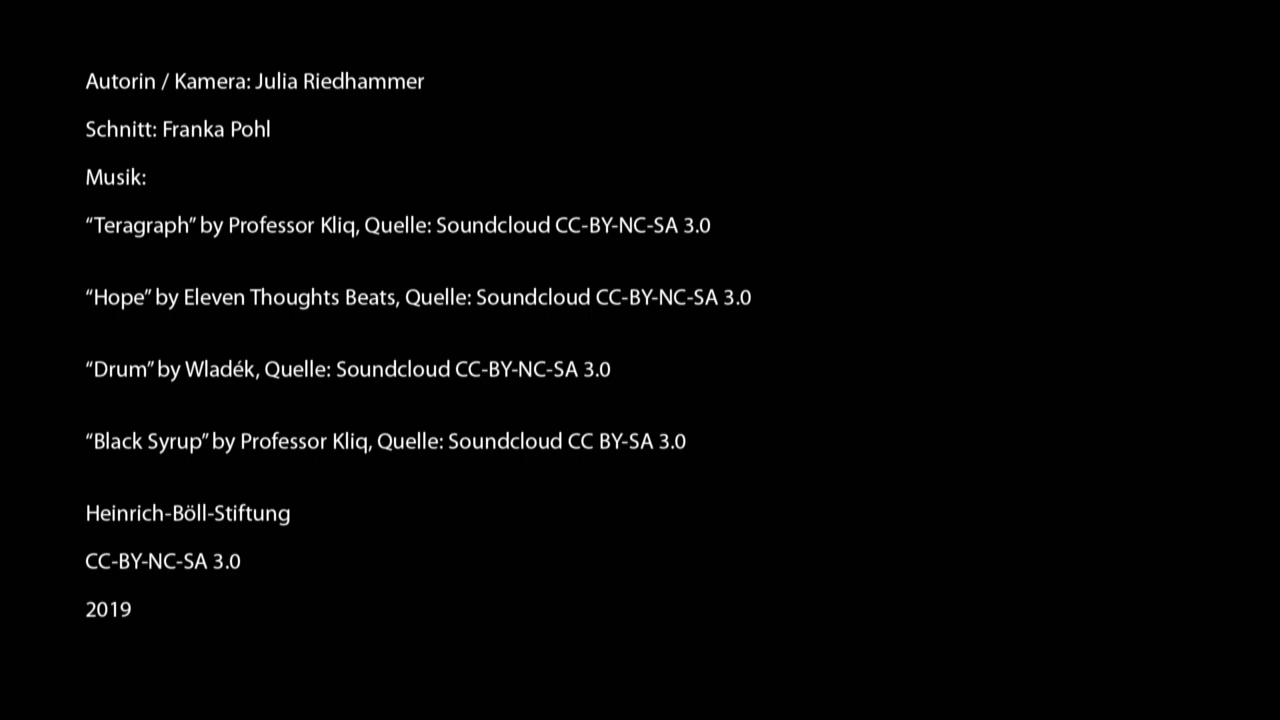 Autorin / Kamera: Julia Riedhammer
Schnitt: Franka Pohl
Musik:
“Teragraph” by Professor Kliq, Quelle: Soundcloud CC-BY-NC-SA 3.0
“Hope” by Eleven Thoughts Beats, Quelle: Soundcloud CC-BY-NC-SA 3.0
“Drum” by Wladék, Quelle: Soundcloud CC-BY-NC-SA 3.0
“Black Syrup” by Professor Kliq, Quelle: Soundcloud CC BY-SA 3.0
Heinrich-Böll-Stiftung
CC-BY-NC-SA 3.0
2019